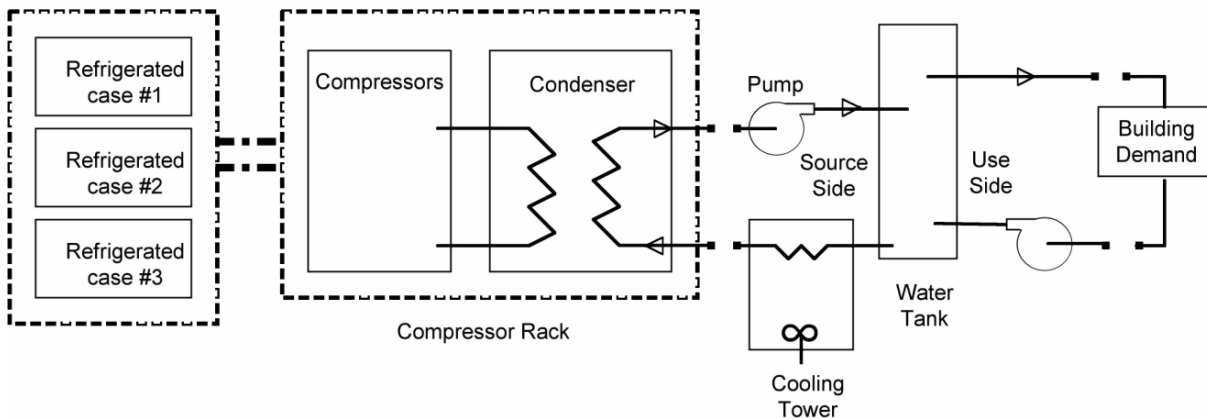 Refrigerated
case #1
Refrigerated
case #2
Refrigerated
case #3
Compressors
Condenser
Compressor Rack
Pump
Source
Side
Use
Side
Building
Demand
Water
Tank
Cooling
Tower